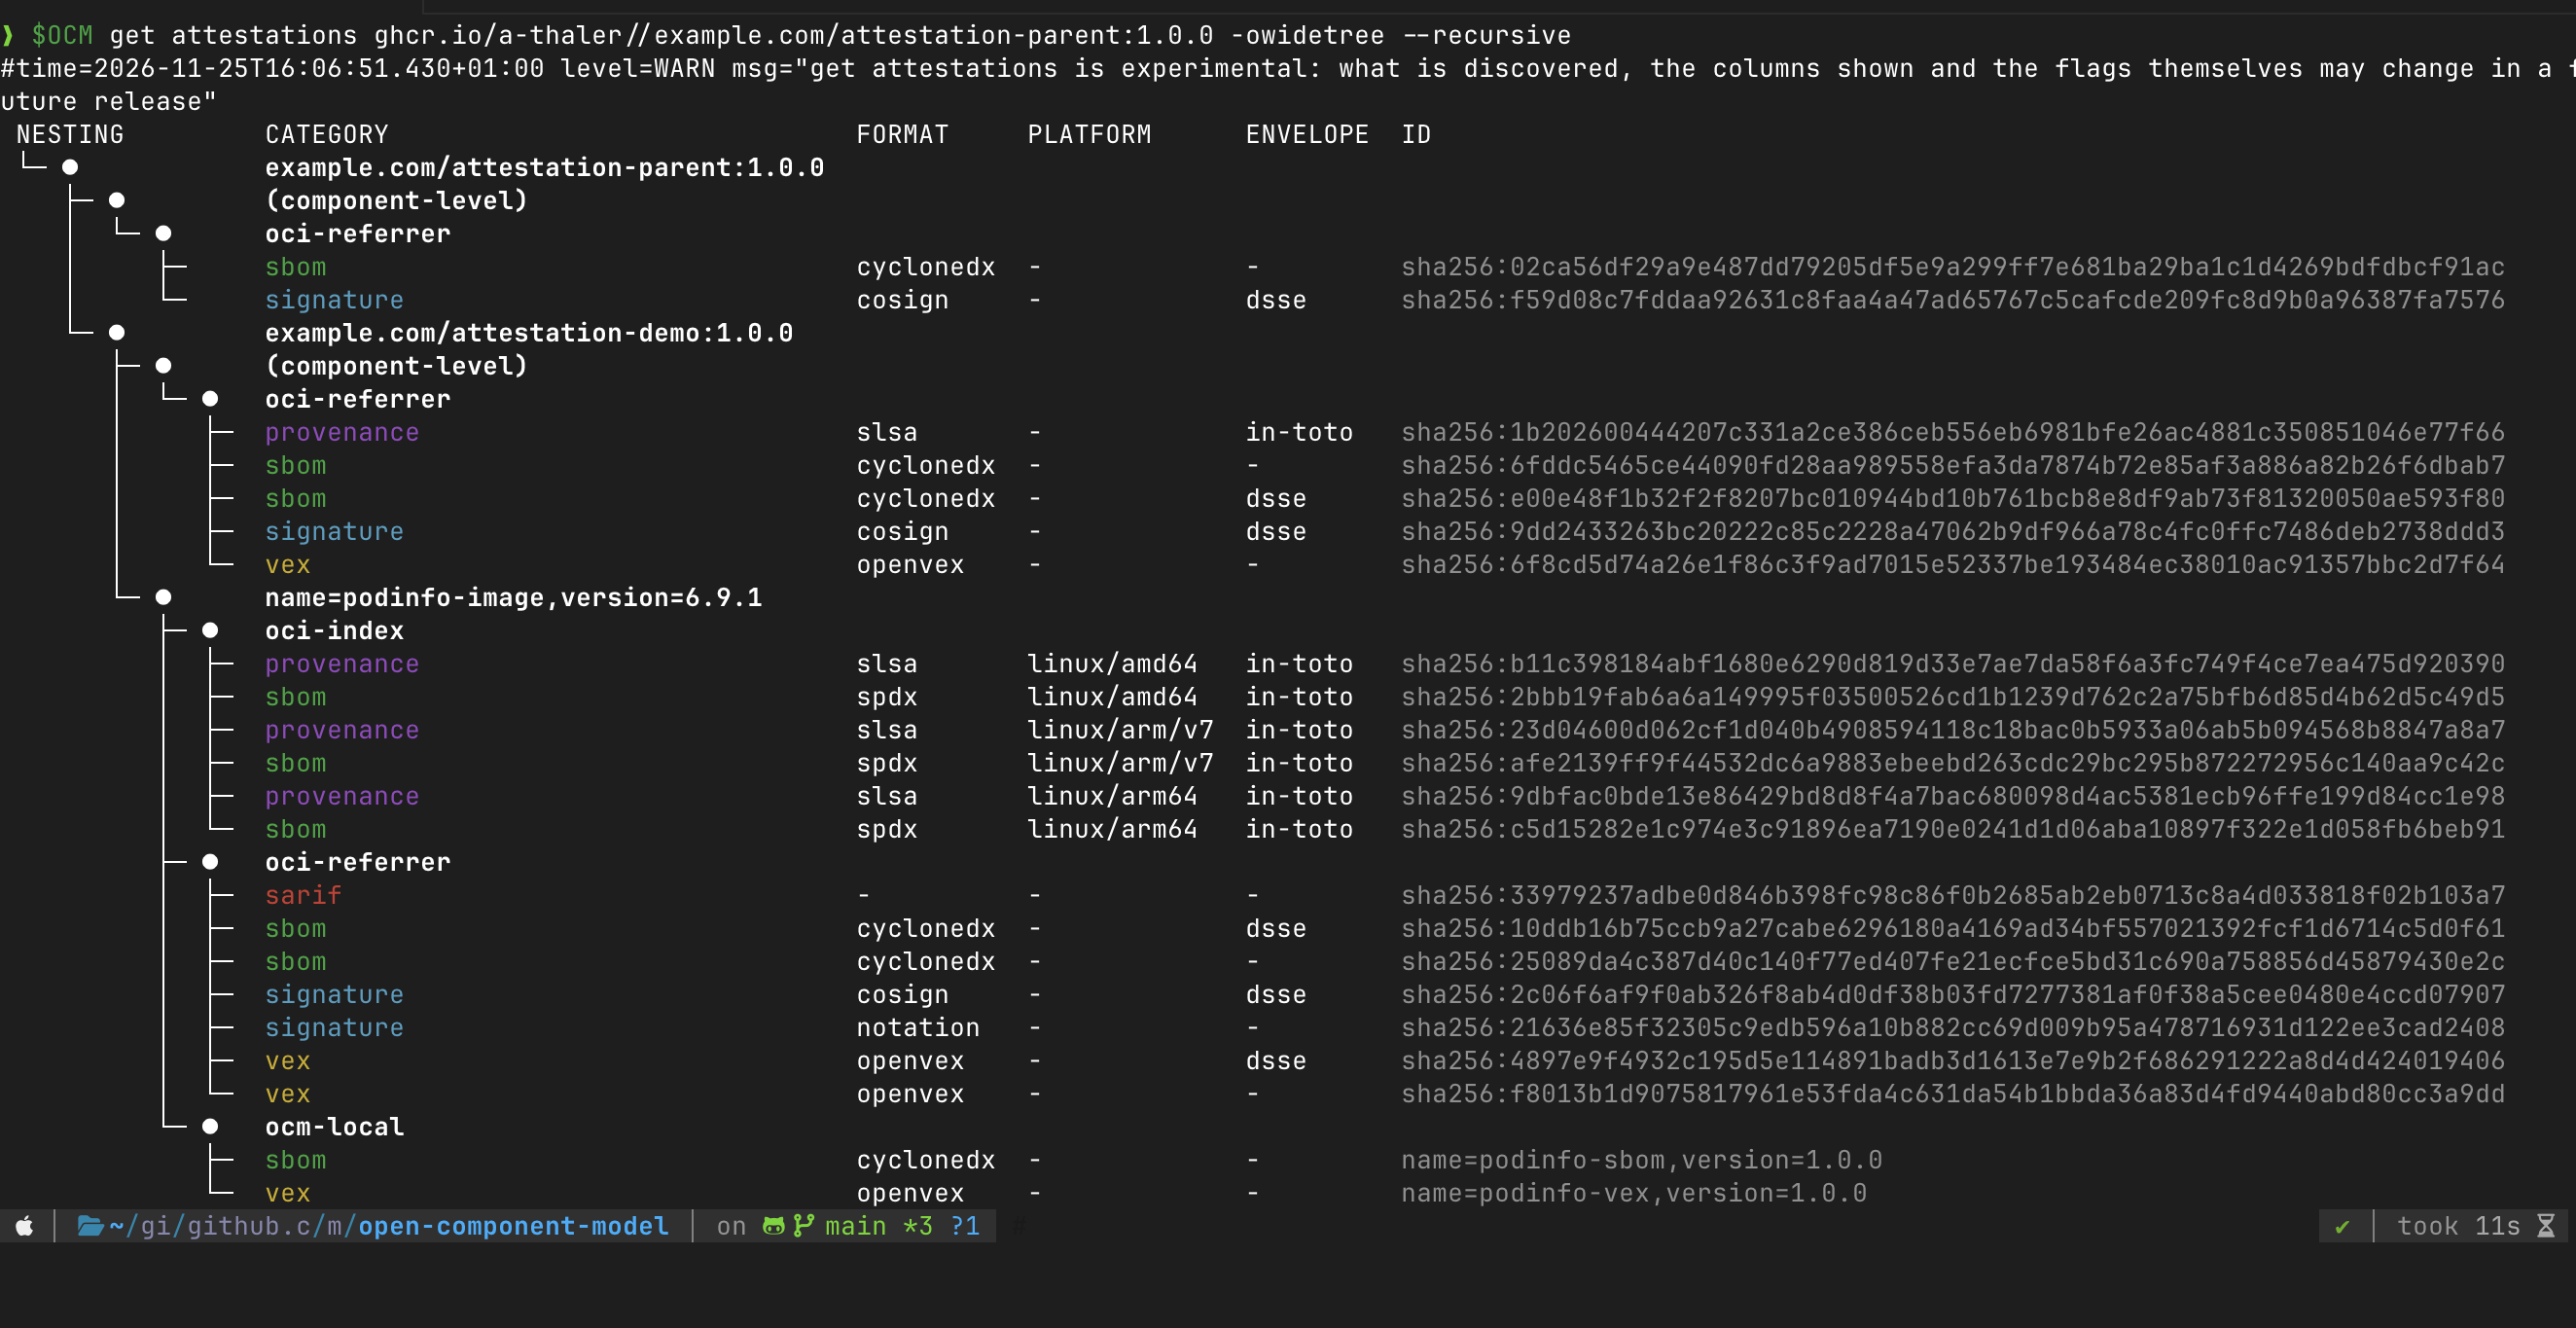 ❯ $OCM get attestations ghcr.io/a-thaler//example.com/attestation-parent:1.0.0 -owidetree --recursive
#time=2026-11-25T16:06:51.430+01:00 level=WARN msg="get attestations is experimental: what is discovered, the columns shown and the flags themselves may change in a f
uture release"
NESTING CATEGORY FORMAT PLATFORM ENVELOPE ID
└─ ● example.com/attestation-parent:1.0.0
├─ ● (component-level)
└─ ● oci-referrer
├─ sbom cyclonedx - - sha256:02ca56df29a9e487dd79205df5e9a299ff7e681ba29ba1c1d4269bdfdbcf91ac
└─ signature cosign - dsse sha256:f59d08c7fddaa92631c8faa4a47ad65767c5cafcde209fc8d9b0a96387fa7576
└─ ● example.com/attestation-demo:1.0.0
├─ ● (component-level)
└─ ● oci-referrer
├─ provenance slsa - in-toto sha256:1b202600444207c331a2ce386ceb556eb6981bfe26ac4881c350851046e77f66
├─ sbom cyclonedx - - sha256:6fddc5465ce44090fd28aa989558efa3da7874b72e85af3a886a82b26f6dbab7
├─ sbom cyclonedx - dsse sha256:e00e48f1b32f2f8207bc010944bd10b761bcb8e8df9ab73f81320050ae593f80
├─ signature cosign - dsse sha256:9dd2433263bc20222c85c2228a47062b9df966a78c4fc0ffc7486deb2738ddd3
└─ vex openvex - - sha256:6f8cd5d74a26e1f86c3f9ad7015e52337be193484ec38010ac91357bbc2d7f64
└─ ● name=podinfo-image,version=6.9.1
├─ ● oci-index
├─ provenance slsa linux/amd64 in-toto sha256:b11c398184abf1680e6290d819d33e7ae7da58f6a3fc749f4ce7ea475d920390
├─ sbom spdx linux/amd64 in-toto sha256:2bbb19fab6a6a149995f03500526cd1b1239d762c2a75bfb6d85d4b62d5c49d5
├─ provenance slsa linux/arm/v7 in-toto sha256:23d04600d062cf1d040b4908594118c18bac0b5933a06ab5b094568b8847a8a7
├─ sbom spdx linux/arm/v7 in-toto sha256:afe2139ff9f44532dc6a9883ebeebd263cdc29bc295b872272956c140aa9c42c
├─ provenance slsa linux/arm64 in-toto sha256:9dbfac0bde13e86429bd8d8f4a7bac680098d4ac5381ecb96ffe199d84cc1e98
└─ sbom spdx linux/arm64 in-toto sha256:c5d15282e1c974e3c91896ea7190e0241d1d06aba10897f322e1d058fb6beb91
├─ ● oci-referrer
├─ sarif - - - sha256:33979237adbe0d846b398fc98c86f0b2685ab2eb0713c8a4d033818f02b103a7
├─ sbom cyclonedx - dsse sha256:10ddb16b75ccb9a27cabe6296180a4169ad34bf557021392fcf1d6714c5d0f61
├─ sbom cyclonedx - - sha256:25089da4c387d40c140f77ed407fe21ecfce5bd31c690a758856d45879430e2c
├─ signature cosign - dsse sha256:2c06f6af9f0ab326f8ab4d0df38b03fd7277381af0f38a5cee0480e4ccd07907
├─ signature notation - - sha256:21636e85f32305c9edb596a10b882cc69d009b95a478716931d122ee3cad2408
├─ vex openvex - dsse sha256:4897e9f4932c195d5e114891badb3d1613e7e9b2f686291222a8d4d424019406
└─ vex openvex - - sha256:f8013b1d9075817961e53fda4c631da54b1bbda36a83d4fd9440abd80cc3a9dd
└─ ● ocm-local
├─ sbom cyclonedx - - name=podinfo-sbom,version=1.0.0
└─ vex openvex - - name=podinfo-vex,version=1.0.0
~/gi/github.c/m/open-component-model on main *3 ?1 # ✔ took 11s